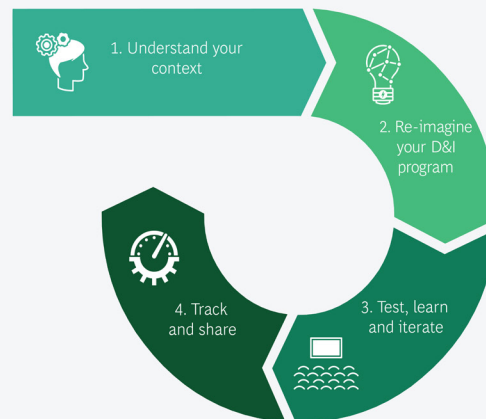 1. Understand your
context
2. Re-imagine
your D&I
program
3. Test, learn
and iterate
4. Track
and share